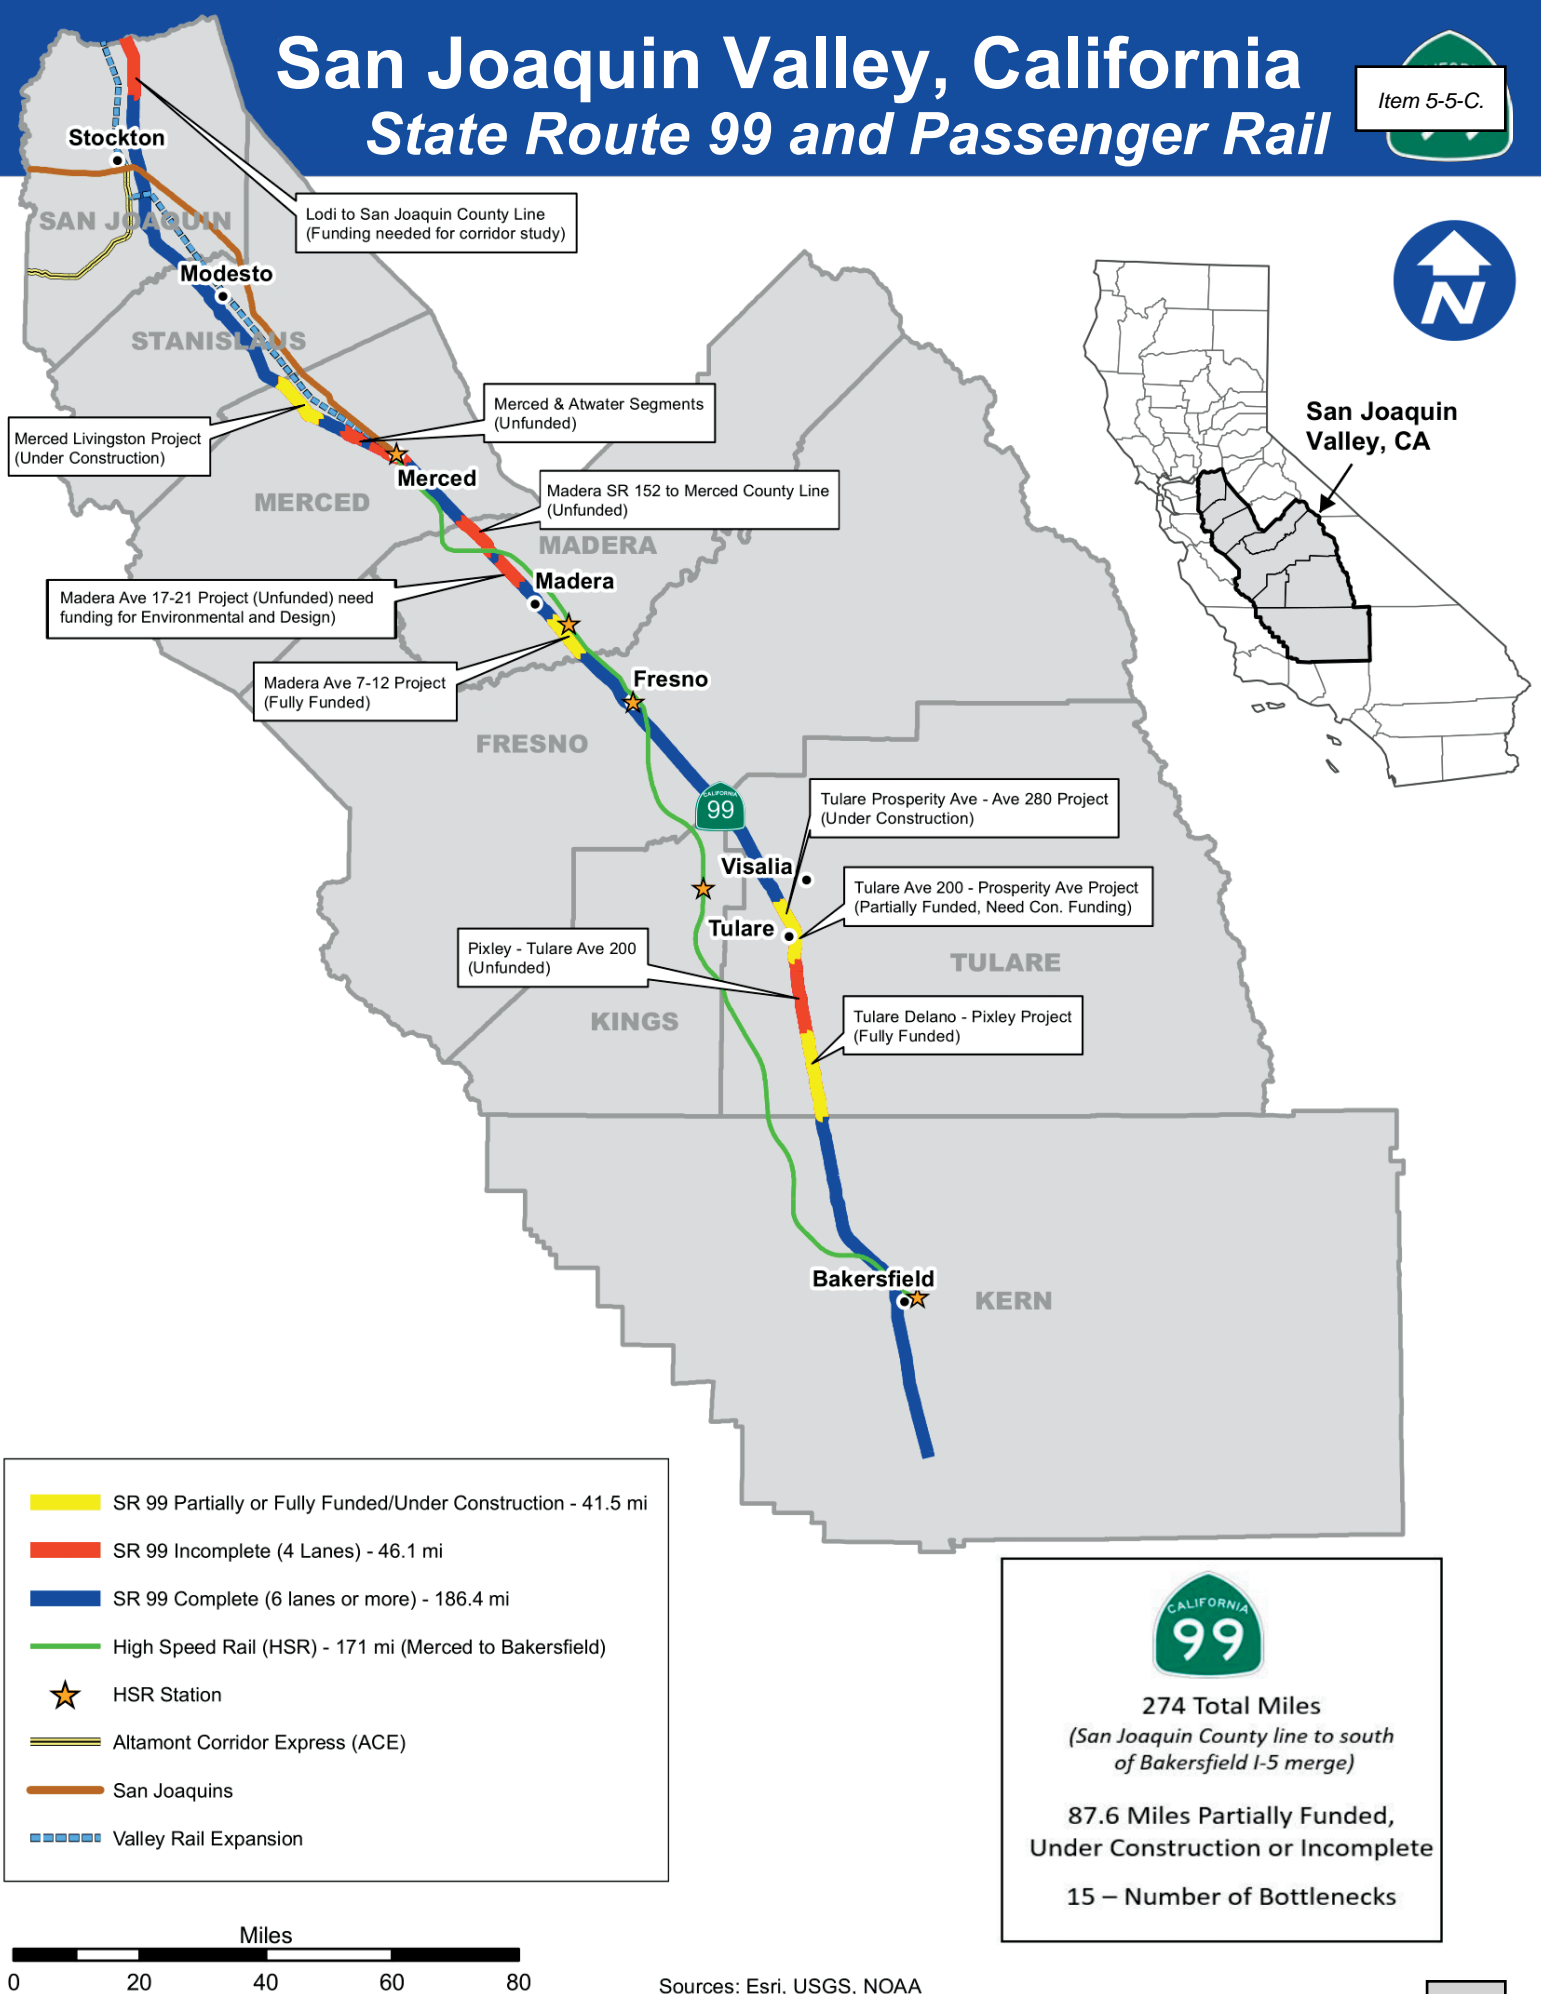 San Joaquin Valley, California
State Route 99 and Passenger Rail
Item 5-5-C.
Stockton
SAN JOAQUIN
Lodi to San Joaquin County Line
(Funding needed for corridor study)
Modesto
STANISLAUS
N
San Joaquin
Valley, CA
Merced & Atwater Segments
(Unfunded)
Merced Livingston Project
(Under Construction)
Merced
MERCED
Madera SR 152 to Merced County Line
(Unfunded)
MADERA
Madera
Madera Ave 17-21 Project (Unfunded) need
funding for Environmental and Design)
Madera Ave 7-12 Project
(Fully Funded)
Fresno
FRESNO
CALIFORNIA
99
Tulare Prosperity Ave - Ave 280 Project
(Under Construction)
Visalia
Tulare Ave 200 - Prosperity Ave Project
(Partially Funded, Need Con. Funding)
Tulare
Pixley - Tulare Ave 200
(Unfunded)
TULARE
KINGS
Tulare Delano - Pixley Project
(Fully Funded)
Bakersfield
KERN
SR 99 Partially or Fully Funded/Under Construction - 41.5 mi
SR 99 Incomplete (4 Lanes) - 46.1 mi
SR 99 Complete (6 lanes or more) - 186.4 mi
High Speed Rail (HSR) - 171 mi (Merced to Bakersfield)
HSR Station
Altamont Corridor Express (ACE)
San Joaquins
Valley Rail Expansion
CALIFORNIA
99
274 Total Miles
(San Joaquin County line to south
of Bakersfield I-5 merge)
87.6 Miles Partially Funded,
Under Construction or Incomplete
15 – Number of Bottlenecks
Miles
0 20 40 60 80
Sources: Esri, USGS, NOAA